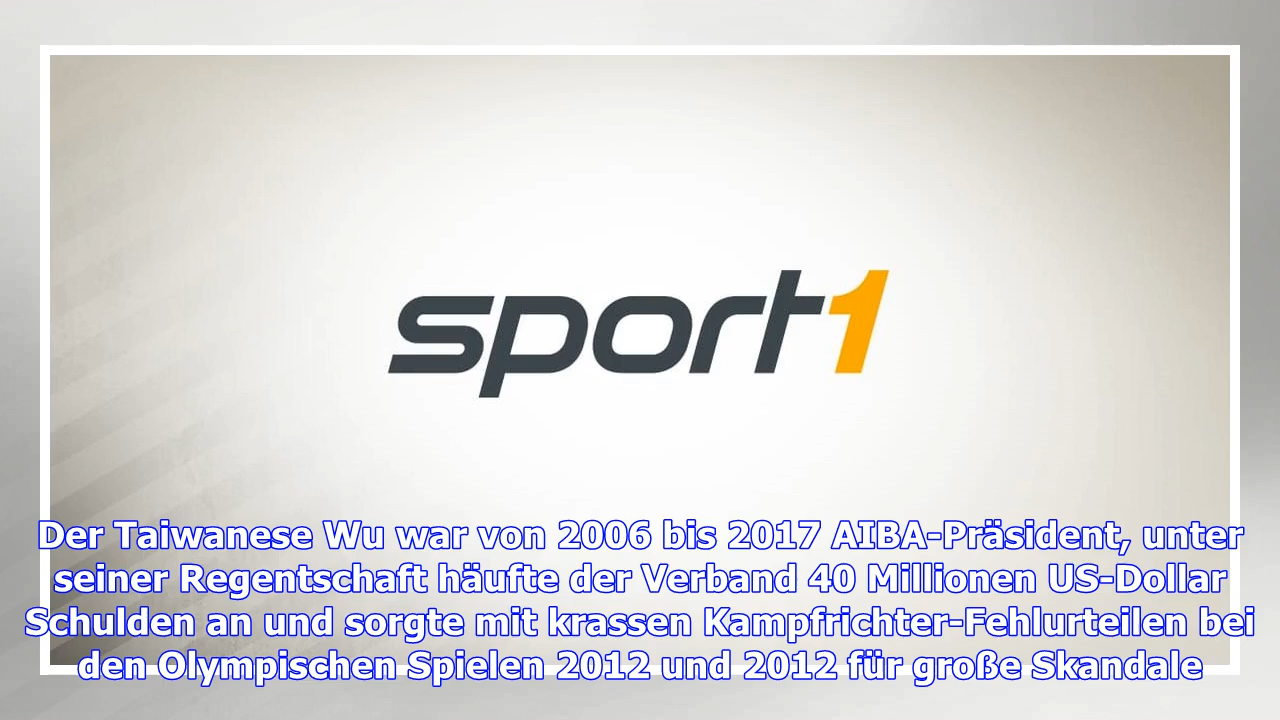 sport1
Der Taiwanese Wu war von 2006 bis 2017 AIBA-Präsident, unter
seiner Regentschaft häufte der Verband 40 Millionen US-Dollar
Schulden an und sorgte mit krassen Kampfrichter-Fehlurteilen bei
den Olympischen Spielen 2012 und 2012 für große Skandale